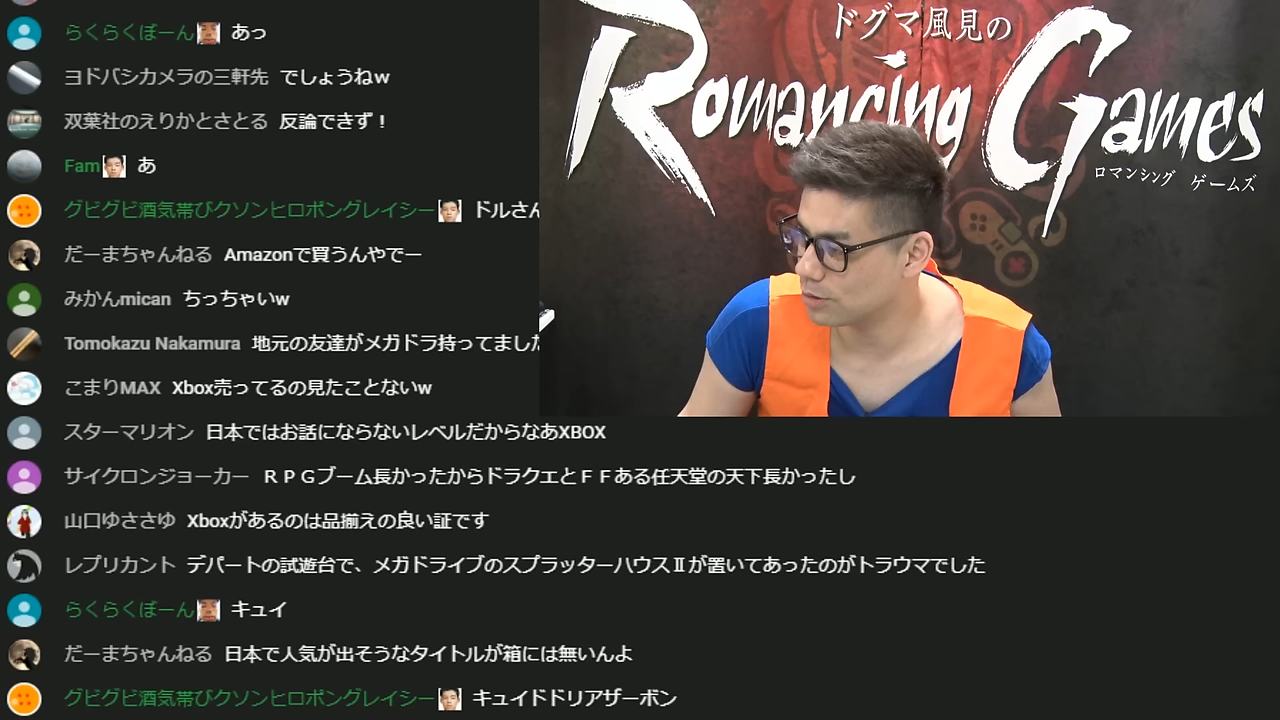 らくらくぼーん あっ
ヨドバシカメラの三軒先 でしょうねw
双葉社のえりかとさとる 反論できず！
Fam あ
グビグビ酒気帯びクソンヒロポングレイシー ドルさん
だーまちゃんねる Amazonで買うんやでー
みかんmican ちっちゃいw
Tomokazu Nakamura 地元の友達がメガドラ持ってました
こまりMAX Xbox売ってるの見たことないw
スターマリオン 日本ではお話にならないレベルだからなあXBOX
サイクロンジョーカー ＲＰＧブーム長かったからドラクエとＦＦある任天堂の天下長かったし
山口ゆささゆ Xboxがあるのは品揃えの良い証です
レプリカント デパートの試遊台で、メガドライブのスプラッターハウスⅡが置いてあったのがトラウマでした
らくらくぼーん キュイ
だーまちゃんねる 日本で人気が出そうなタイトルが箱には無いんよ
グビグビ酒気帯びクソンヒロポングレイシー キュイドドリアザーボン
ドグマ風見の
Romancing Games
ロマンシング ゲームズ